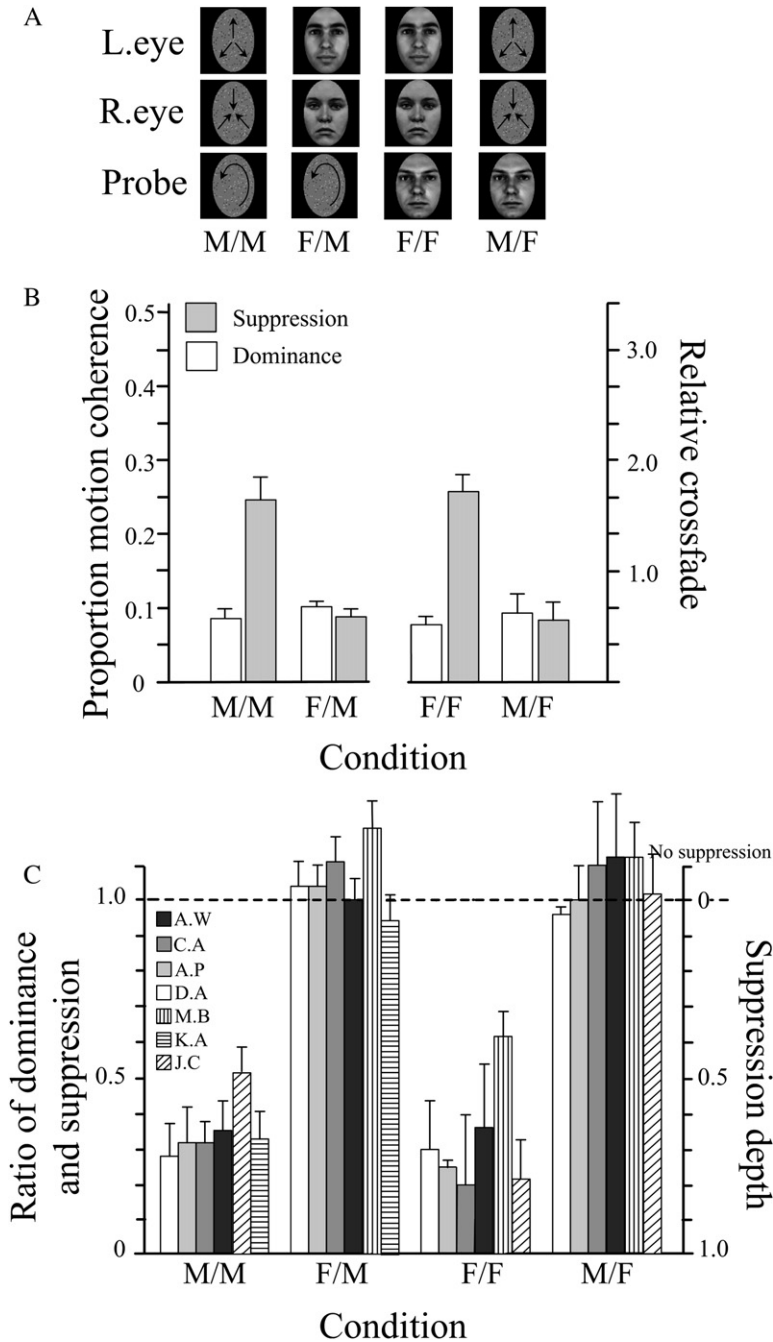 A
L.eye
R.eye
Probe
M/M F/M F/F M/F
B
Proportion motion coherence
0.5
0.4
0.3
0.2
0.1
0
Suppression
Dominance
3.0
2.0
1.0
Relative crossfade
M/M F/M F/F M/F
Condition
C
Ratio of dominance
and suppression
1.0
0.5
0
A.W
C.A
A.P
D.A
M.B
K.A
J.C
No suppression
0
0.5
1.0
Suppression depth
M/M F/M F/F M/F
Condition